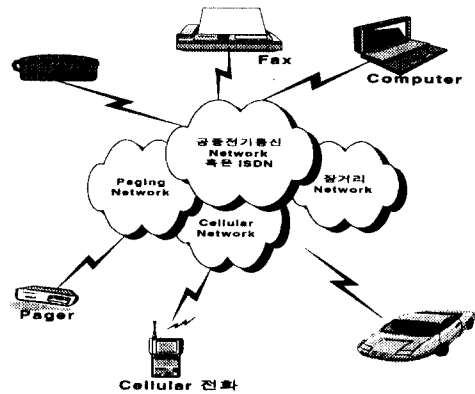 Fax
Computer
공중전기통신
Network
혹은 ISDN
Paging
Network
장거리
Network
Cellular
Network
Pager
Cellular 전화